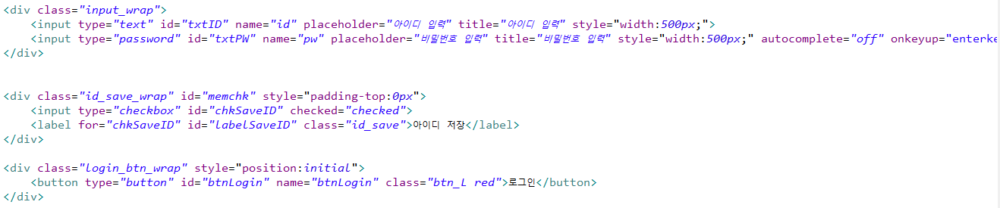 <div class="input_wrap">
<input type="text" id="txtID" name="id" placeholder="아이디 입력" title="아이디 입력" style="width:500px;">
<input type="password" id="txtPW" name="pw" placeholder="비밀번호 입력" title="비밀번호 입력" style="width:500px;" autocomplete="off" onkeyup="enterke
</div>
<div class="id_save_wrap" id="memchk" style="padding-top:0px">
<input type="checkbox" id="chkSaveID" checked="checked">
<label for="chkSaveID" id="labelSaveID" class="id_save">아이디 저장</label>
</div>
<div class="login_btn_wrap" style="position:initial">
<button type="button" id="btnLogin" name="btnLogin" class="btn_L red">로그인</button>
</div>